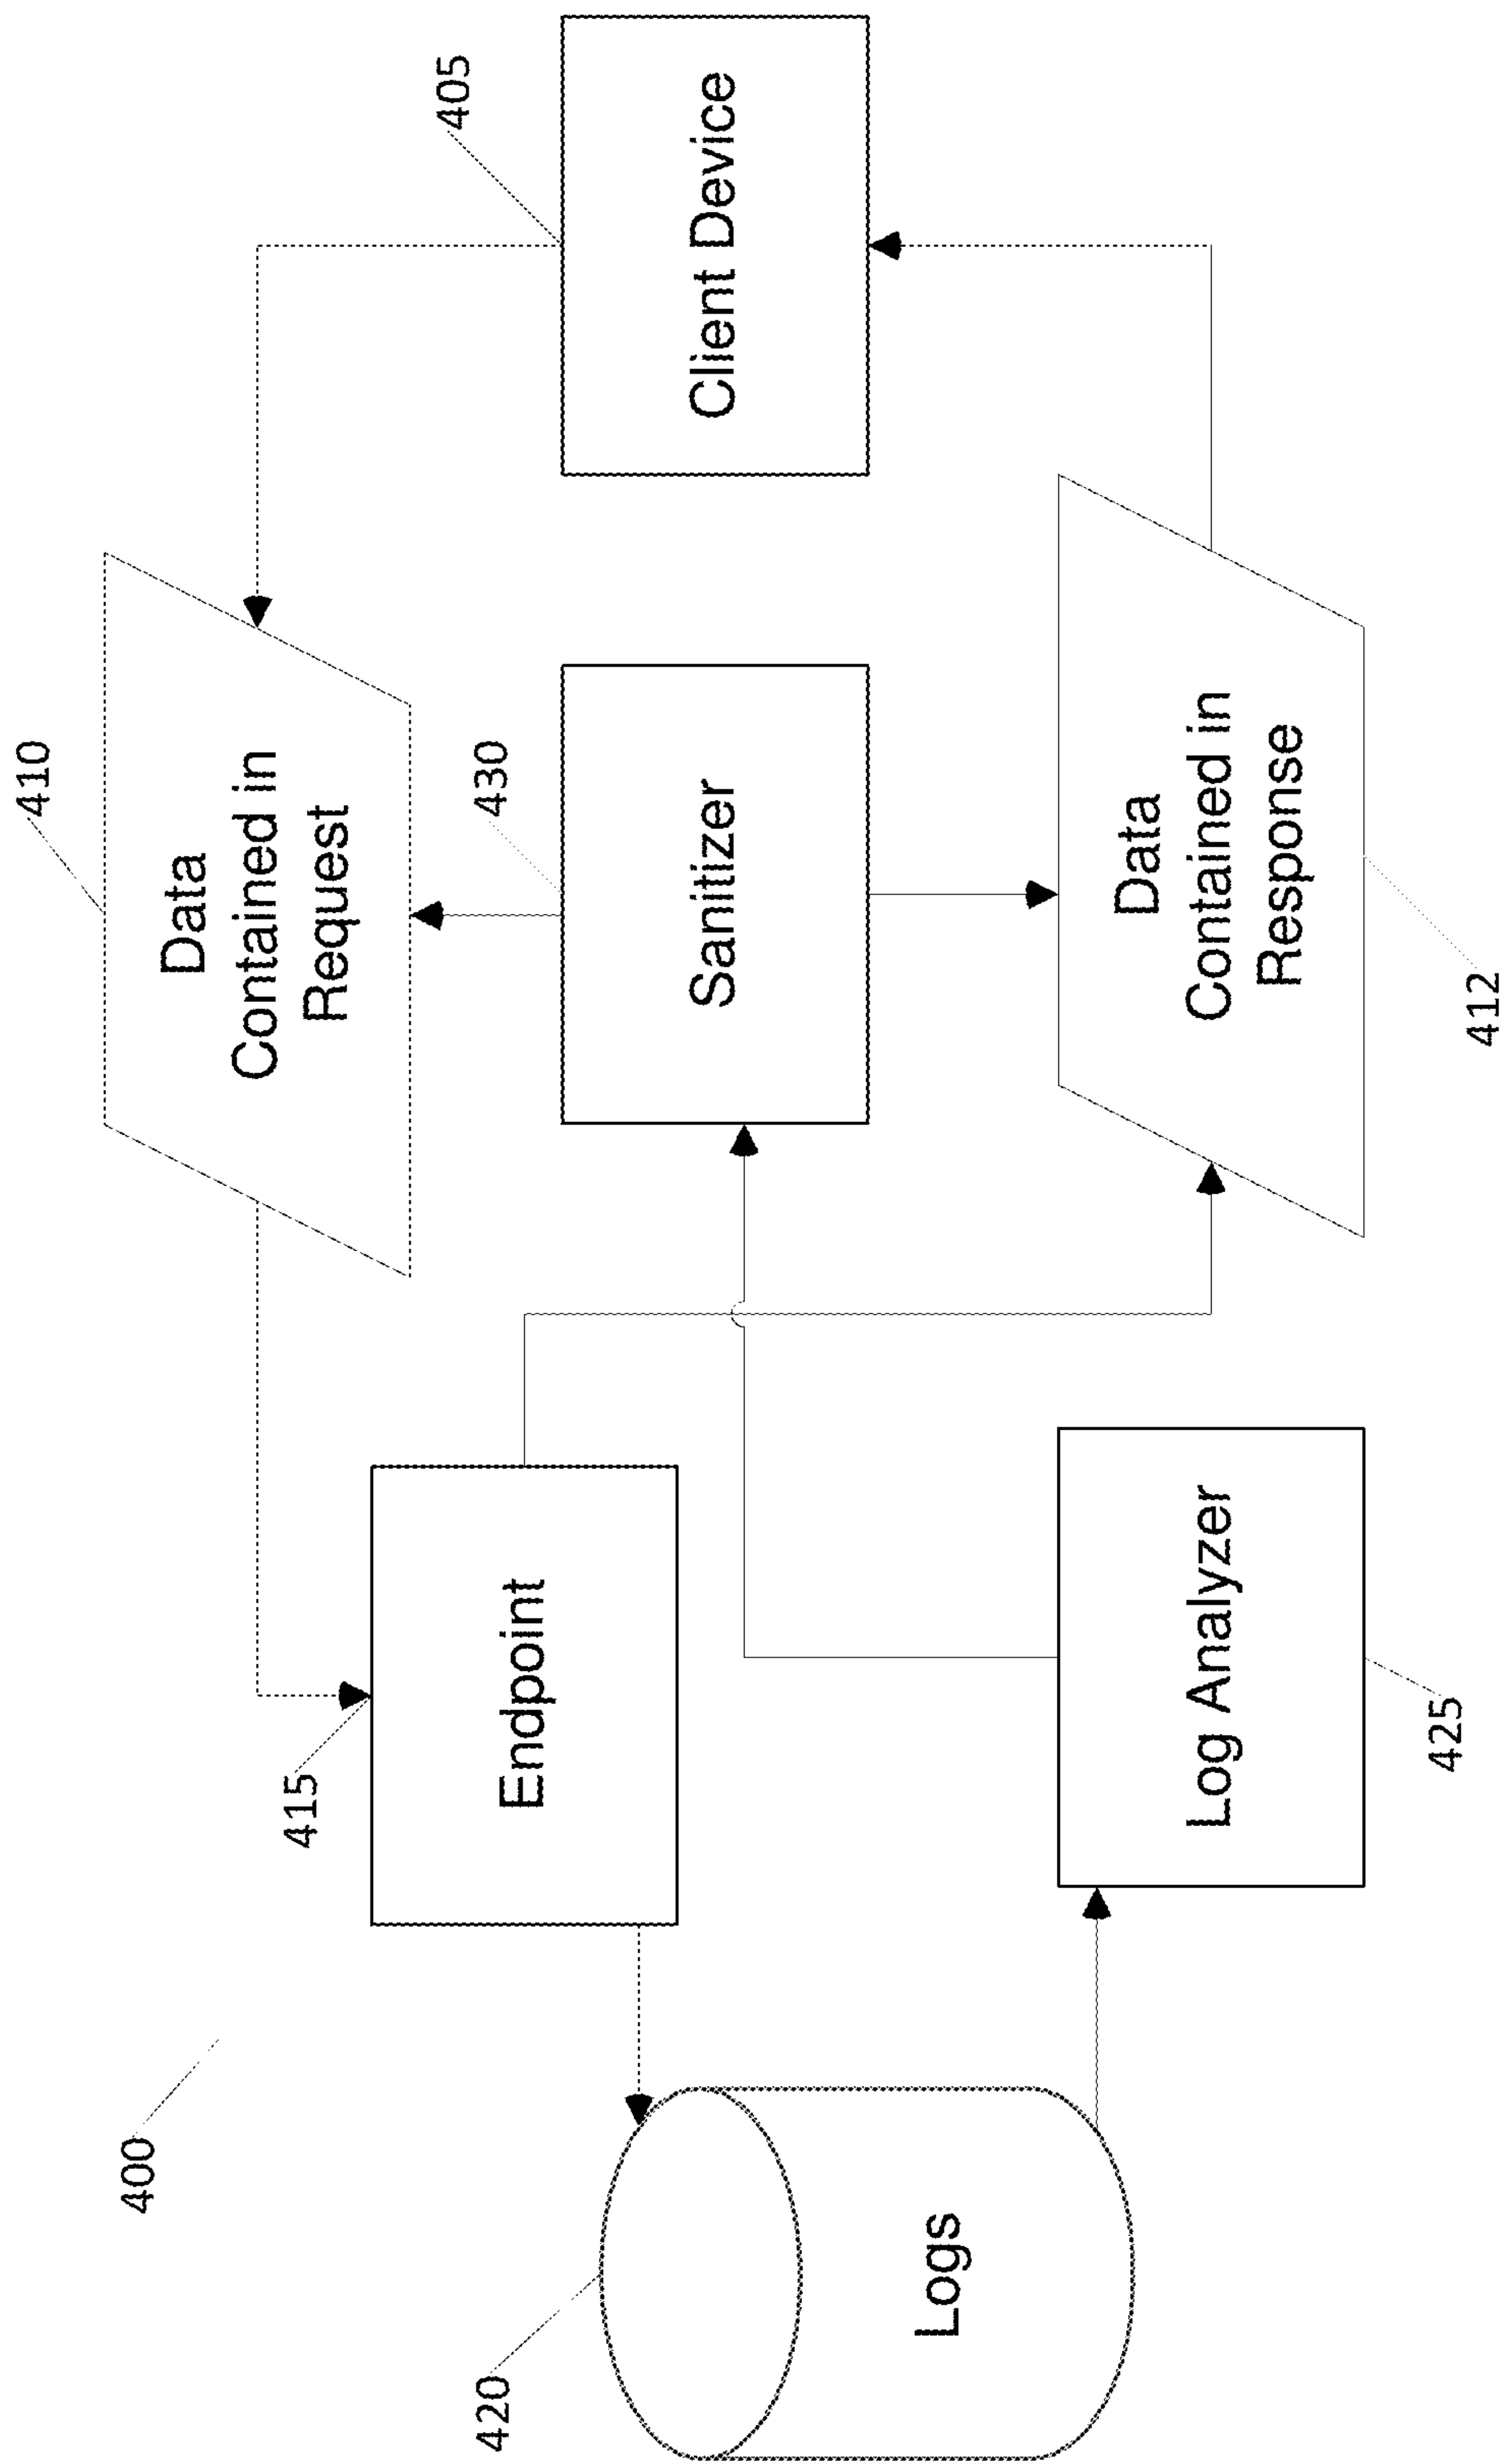 400
410
Data
Contained in
Request
415
Endpoint
430
Sanitizer
405
Client Device
420
Logs
Log Analyzer
425
Data
Contained in
Response
412